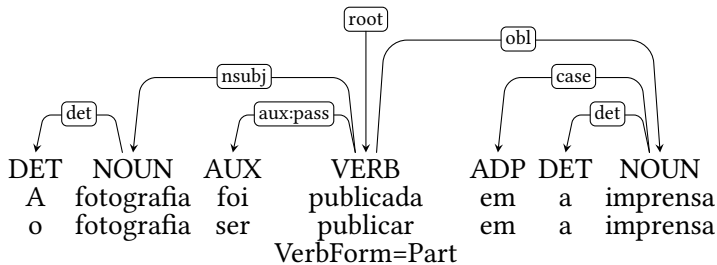 root
obl
nsubj
case
det
aux:pass
det
DET NOUN AUX VERB ADP DET NOUN
A fotografia foi publicada em a imprensa
o fotografia ser publicar em a imprensa
VerbForm=Part